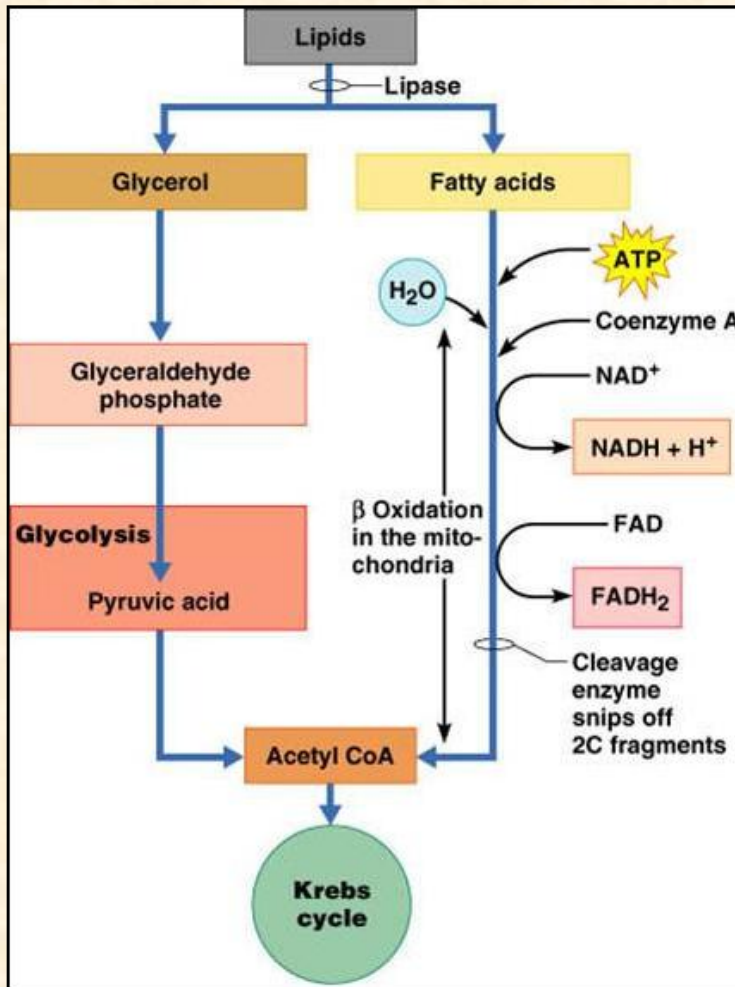 Lipids
Lipase
Glycerol
Fatty acids
ATP
H₂O
Coenzyme A
Glyceraldehyde
phosphate
NAD⁺
NADH + H⁺
β Oxidation
in the mito-
chondria
Glycolysis
FAD
Pyruvic acid
FADH₂
Cleavage
enzyme
snips off
2C fragments
Acetyl CoA
Krebs
cycle